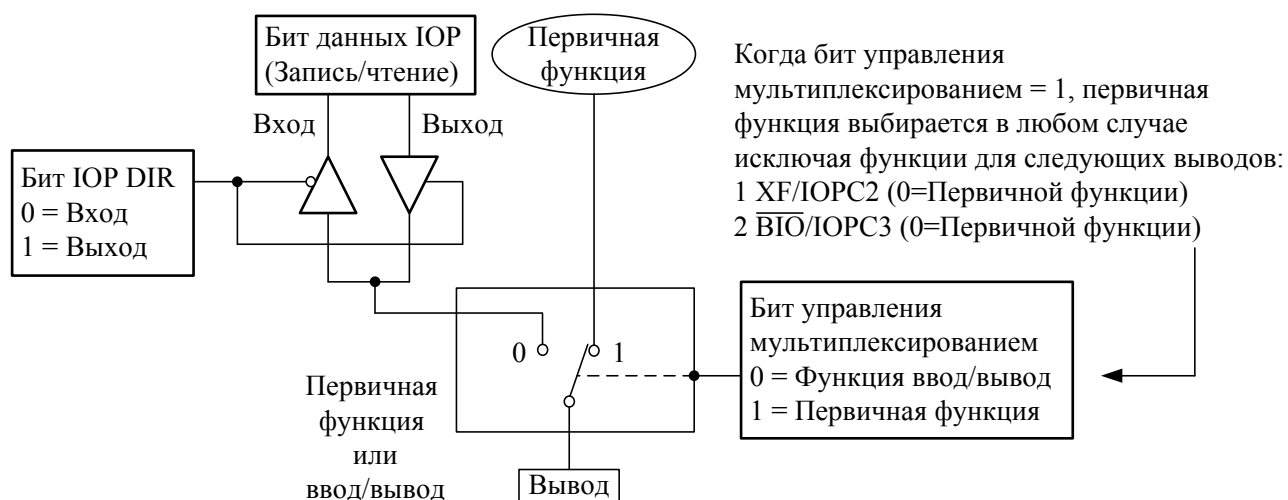 Бит данных IOP
(Запись/чтение)
Первичная
функция
Когда бит управления
мультиплексированием = 1, первичная
функция выбирается в любом случае
исключая функции для следующих выводов:
1 XF/IOPC2 (0=Первичной функции)
2 B̅I̅O̅/IOPC3 (0=Первичной функции)
Вход
Выход
Бит IOP DIR
0 = Вход
1 = Выход
0
1
Бит управления
мультиплексированием
0 = Функция ввод/вывод
1 = Первичная функция
Первичная
функция
или
ввод/вывод
Вывод